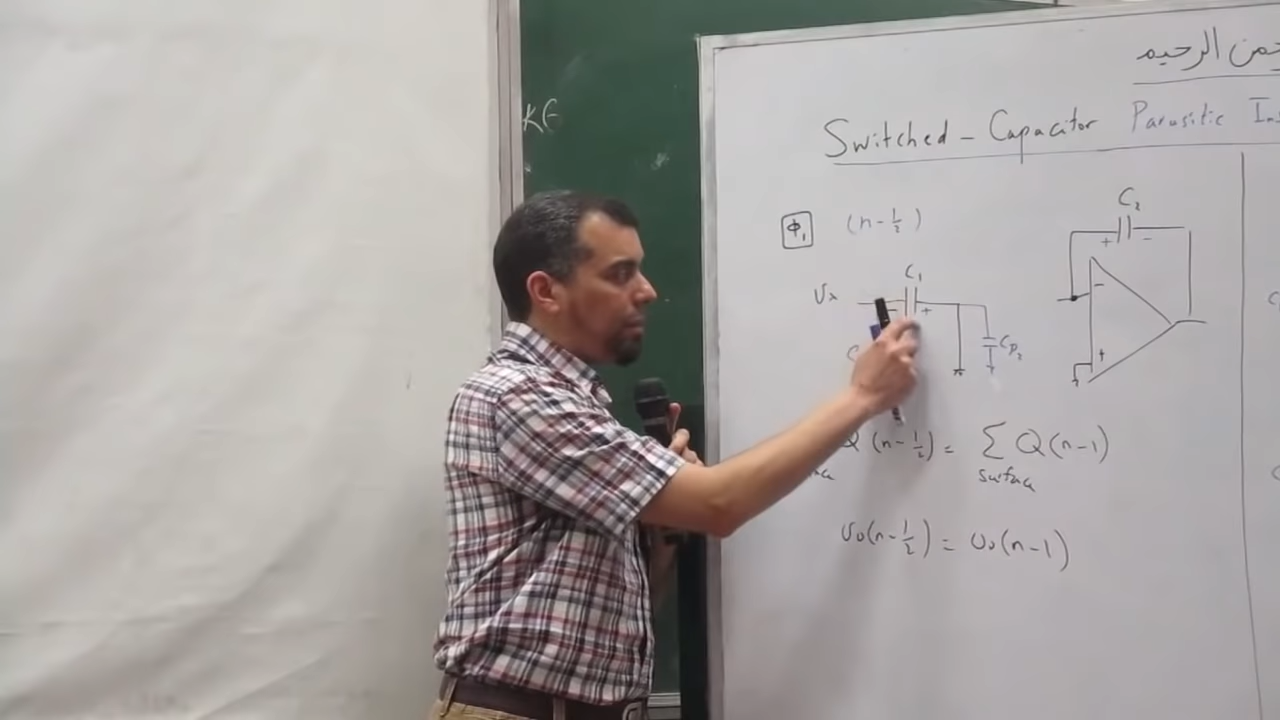 KE
الرحيم
Switched - Capacitor Parasitic
Φ₁ (n-½)
C₂
+ -
C₁
Vx
- +
-
+
Cp₂
Q(n-½) = Σ Q(n-1)
surface
Vo(n-½) = Vo(n-1)